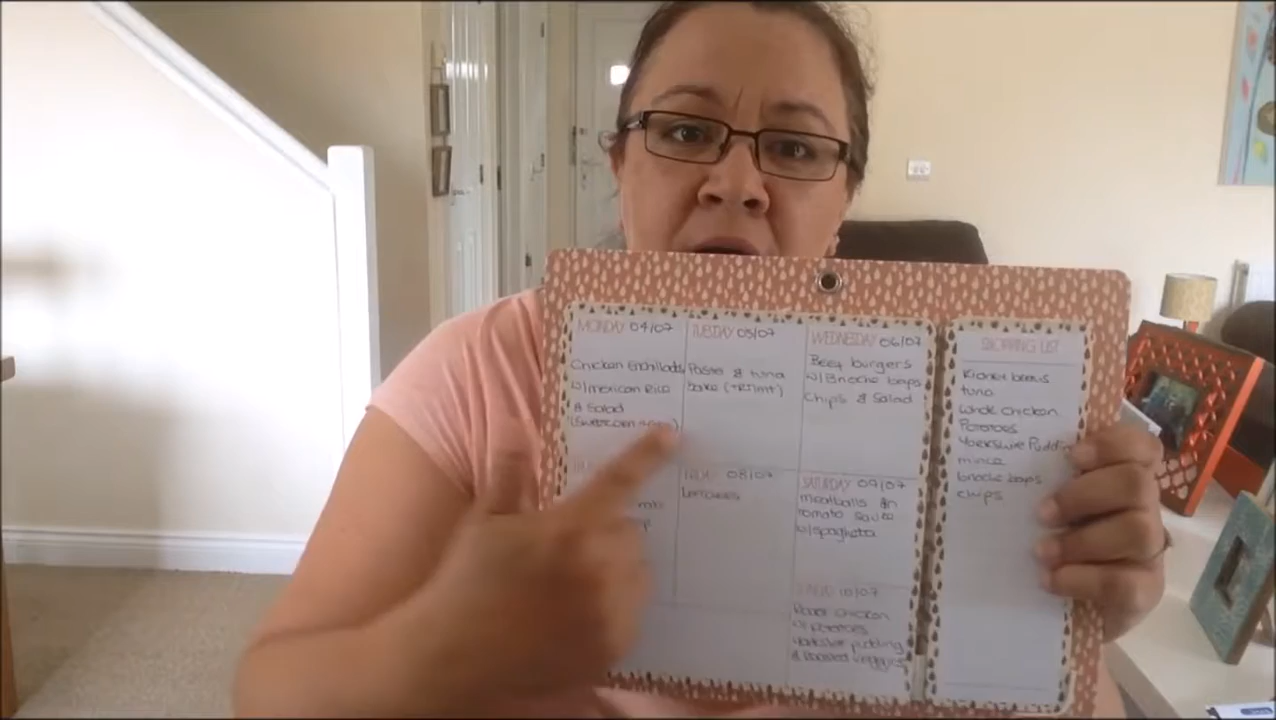 MONDAY 04/07
Chicken Enchiladas
w/mexican Rice
& Salad
(Sweetcorn
TUESDAY 05/07
Pasta & tuna
bake
WEDNESDAY 06/07
Beef burgers
w/Brioche baps
Chips & Salad
FRIDAY 08/07
Leftovers
SATURDAY 09/07
meatballs in
tomato sauce
w/spaghetti
SUNDAY 10/07
Roast chicken
w/ potatoes
yorkshire pudding
& Roasted veggies
SHOPPING LIST
Kidney beans
tuna
whole chicken
Potatoes
Yorkshire Pudding
mince
brioche baps
chips